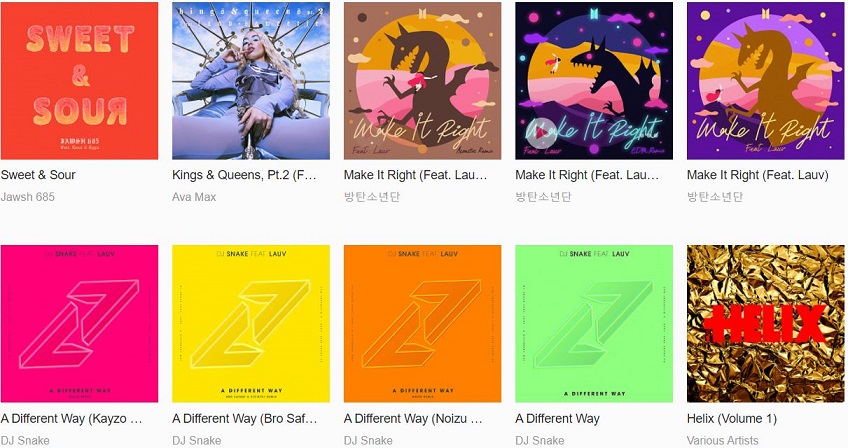 SWEET
&
SOUR
JAWSH 685
kings&queens, pt.2
Make It Right
Feat. Lauv
Acoustic Remix
Make It Right
Feat. Lauv
EDM Remix
Make It Right
Feat. Lauv
Sweet & Sour
Kings & Queens, Pt.2 (F…
Make It Right (Feat. Lau…
Make It Right (Feat. Lau…
Make It Right (Feat. Lauv)
Jawsh 685
Ava Max
방탄소년단
방탄소년단
방탄소년단
DJ SNAKE FEAT. LAUV
A DIFFERENT WAY
DJ SNAKE FEAT. LAUV
A DIFFERENT WAY
DJ SNAKE FEAT. LAUV
A DIFFERENT WAY
DJ SNAKE FEAT. LAUV
A DIFFERENT WAY
HELIX
A Different Way (Kayzo …
A Different Way (Bro Saf…
A Different Way (Noizu …
A Different Way
Helix (Volume 1)
DJ Snake
DJ Snake
DJ Snake
DJ Snake
Various Artists